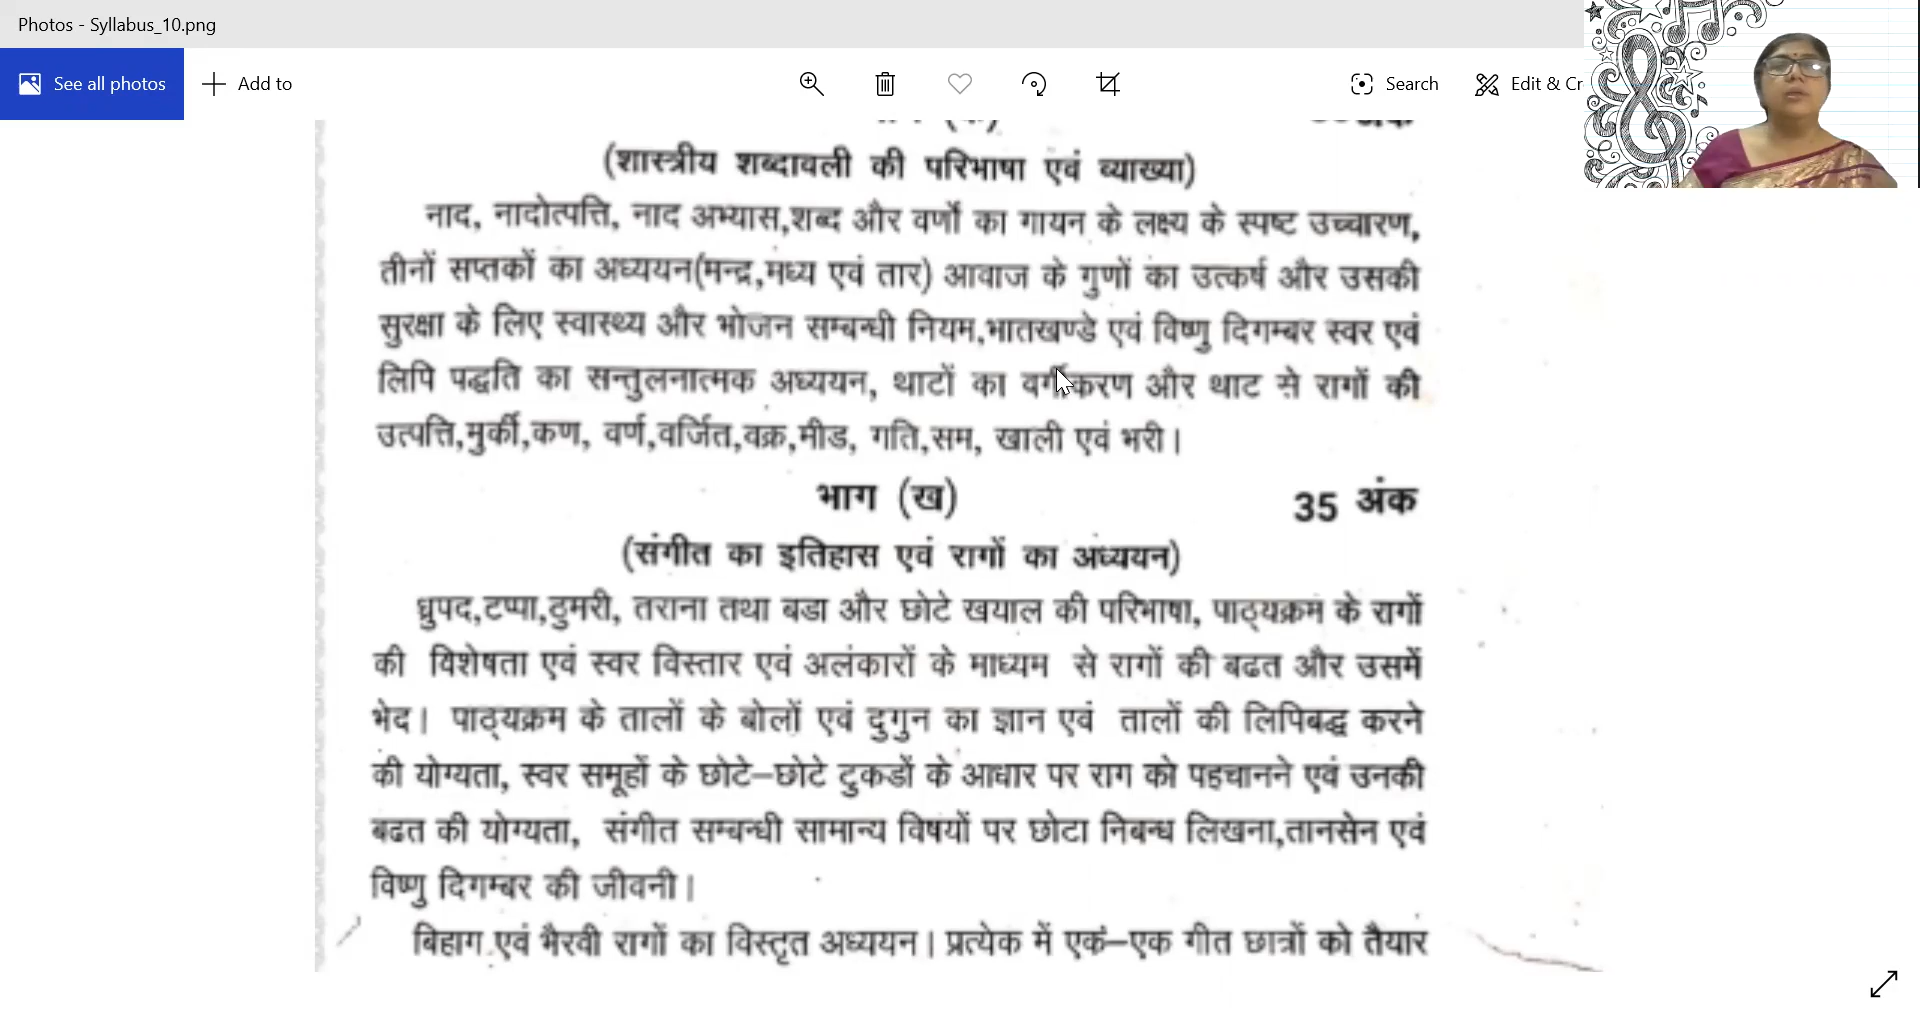 Photos - Syllabus_10.png
See all photos
Add to
Search
Edit & Cr
(शास्त्रीय शब्दावली की परिभाषा एवं व्याख्या)
नाद, नादोत्पत्ति, नाद अभ्यास,शब्द और वर्णो का गायन के लक्ष्य के स्पष्ट उच्चारण,
तीनों सप्तकों का अध्ययन(मन्द्र,मध्य एवं तार) आवाज के गुणों का उत्कर्ष और उसकी
सुरक्षा के लिए स्वास्थ्य और भोजन सम्बन्धी नियम,भातखण्डे एवं विष्णु दिगम्बर स्वर एवं
लिपि पद्धति का सन्तुलनात्मक अध्ययन, थाटों का वर्गीकरण और थाट से रागों की
उत्पत्ति,मुर्की,कण, वर्ण,वर्जित,वक्र,मीड, गति,सम, खाली एवं भरी।
भाग (ख) 35 अंक
(संगीत का इतिहास एवं रागों का अध्ययन)
ध्रुपद,टप्पा,ठुमरी, तराना तथा बडा और छोटे खयाल की परिभाषा, पाठ्यक्रम के रागों
की विशेषता एवं स्वर विस्तार एवं अलंकारों के माध्यम से रागों की बढत और उसमें
भेद। पाठ्यक्रम के तालों के बोलों एवं दुगुन का ज्ञान एवं तालों की लिपिबद्ध करने
की योग्यता, स्वर समूहों के छोटे–छोटे टुकडों के आधार पर राग को पहचानने एवं उनकी
बढत की योग्यता, संगीत सम्बन्धी सामान्य विषयों पर छोटा निबन्ध लिखना,तानसेन एवं
विष्णु दिगम्बर की जीवनी।
बिहाग एवं भैरवी रागों का विस्तृत अध्ययन। प्रत्येक में एक–एक गीत छात्रों को तैयार